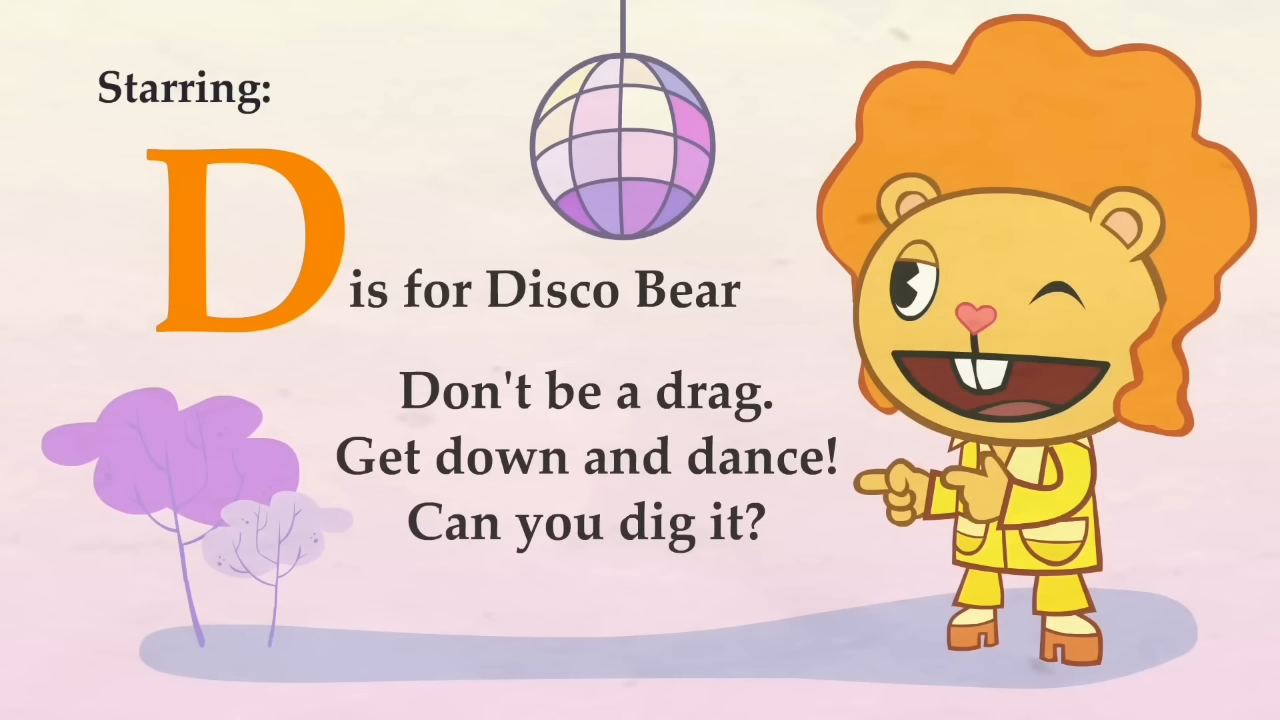 Starring:
D is for Disco Bear
Don't be a drag.
Get down and dance!
Can you dig it?